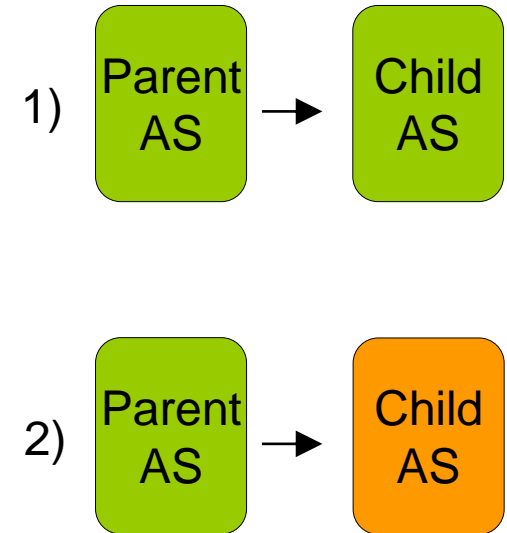 1)
Parent
AS
Child
AS
2)
Parent
AS
Child
AS